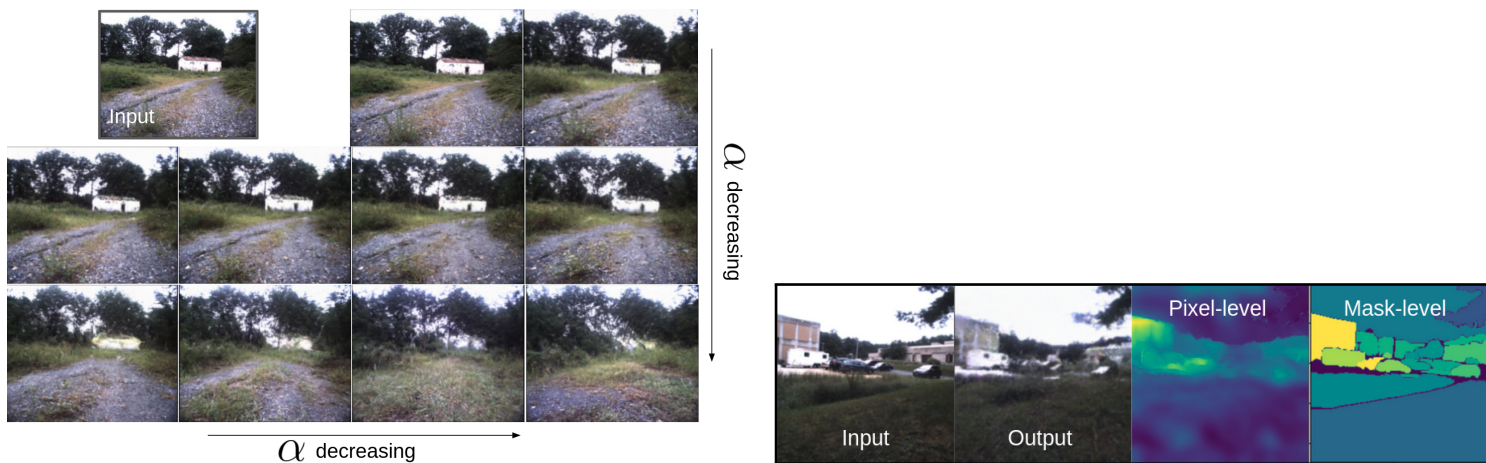 Input
α decreasing
α decreasing
Input
Output
Pixel-level
Mask-level